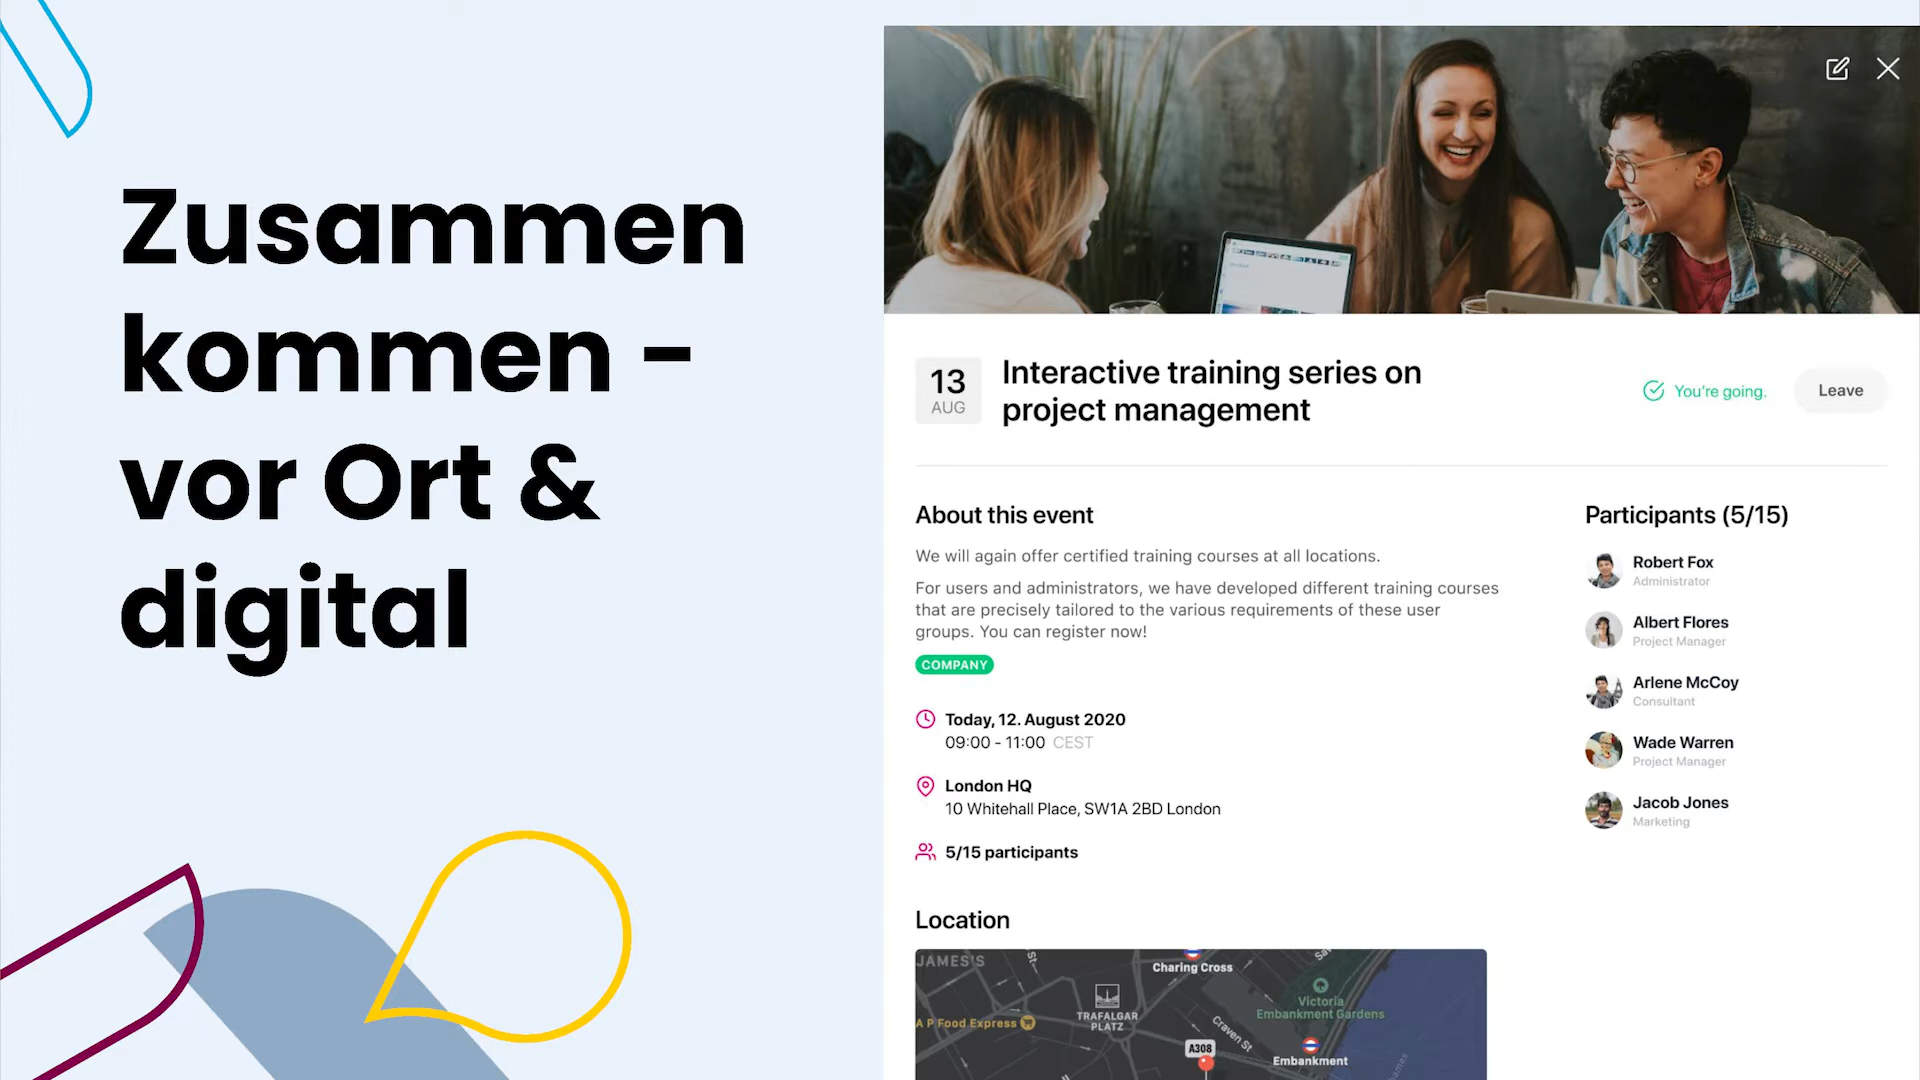 Zusammen
kommen -
vor Ort &
digital
13
AUG
Interactive training series on
project management
You're going.
Leave
About this event
We will again offer certified training courses at all locations.
For users and administrators, we have developed different training courses
that are precisely tailored to the various requirements of these user
groups. You can register now!
COMPANY
Today, 12. August 2020
09:00 - 11:00 CEST
London HQ
10 Whitehall Place, SW1A 2BD London
5/15 participants
Participants (5/15)
Robert Fox
Administrator
Albert Flores
Project Manager
Arlene McCoy
Consultant
Wade Warren
Project Manager
Jacob Jones
Marketing
Location
JAMES'S
St
Charing Cross
TRAFALGAR
PLATZ
Victoria
Embankment Gardens
A P Food Express
Craven St
A308
Embankment